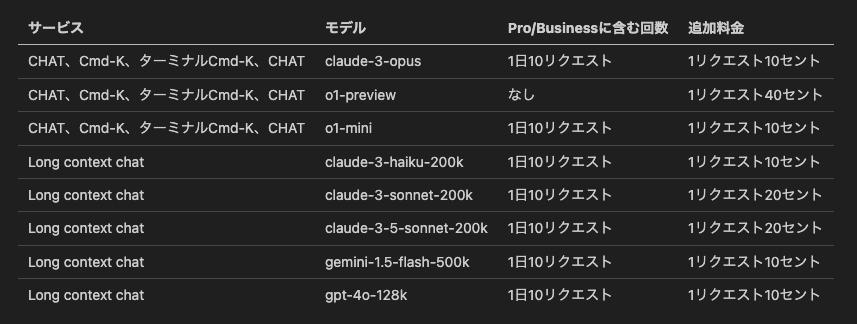 サービス モデル Pro/Businessに含む回数 追加料金
CHAT、Cmd-K、ターミナルCmd-K、CHAT claude-3-opus 1日10リクエスト 1リクエスト10セント
CHAT、Cmd-K、ターミナルCmd-K、CHAT o1-preview なし 1リクエスト40セント
CHAT、Cmd-K、ターミナルCmd-K、CHAT o1-mini 1日10リクエスト 1リクエスト10セント
Long context chat claude-3-haiku-200k 1日10リクエスト 1リクエスト10セント
Long context chat claude-3-sonnet-200k 1日10リクエスト 1リクエスト20セント
Long context chat claude-3-5-sonnet-200k 1日10リクエスト 1リクエスト20セント
Long context chat gemini-1.5-flash-500k 1日10リクエスト 1リクエスト10セント
Long context chat gpt-4o-128k 1日10リクエスト 1リクエスト10セント